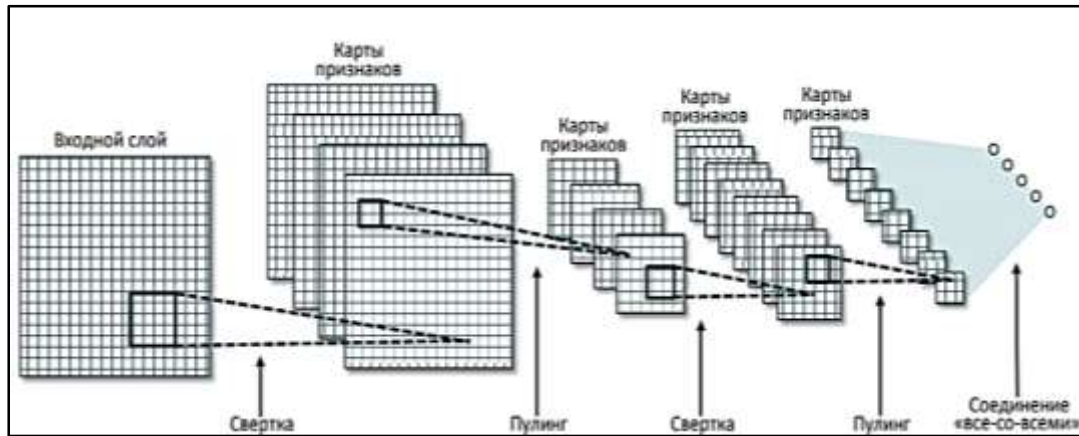 Входной слой
Карты
признаков
Карты
признаков
Карты
признаков
Карты
признаков
Свертка
Пулинг
Свертка
Пулинг
Соединение
«все-со-всеми»